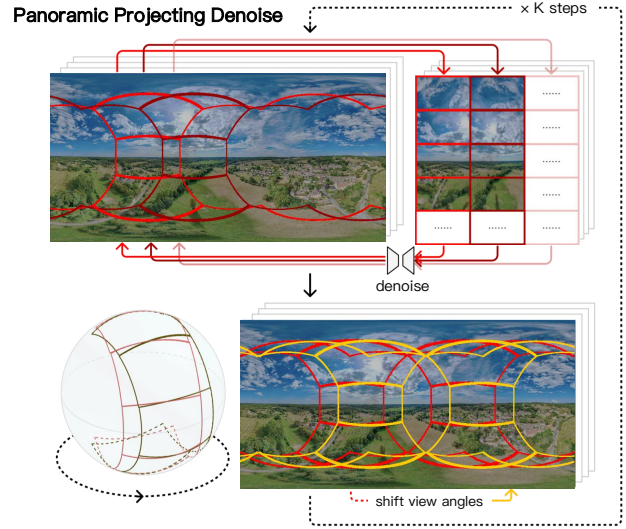 Panoramic Projecting Denoise
× K steps
......
......
......
......
...... ...... ......
denoise
shift view angles